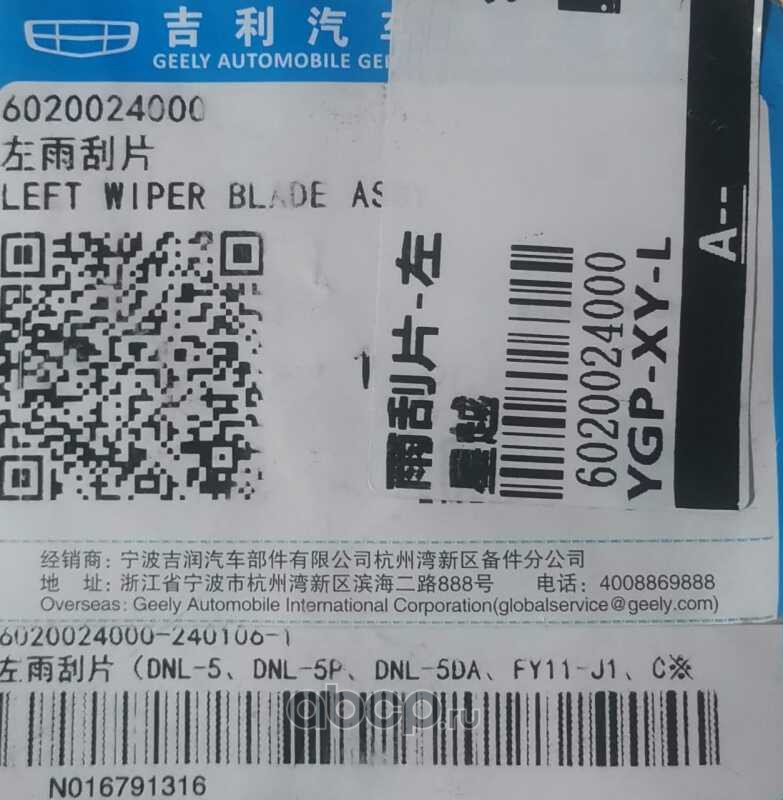 吉利汽车
GEELY AUTOMOBILE
6020024000
左雨刮片
LEFT WIPER BLADE
A--
雨刮片-左
星越
6020024000
YGP-XY-L
经销商: 宁波吉润汽车部件有限公司杭州湾新区备件分公司
地 址: 浙江省宁波市杭州湾新区滨海二路888号 电话: 4008869888
Overseas: Geely Automobile International Corporation(globalservice@geely.com)
6020024000-240106-1
左雨刮片 (DNL-5、DNL-5P、DNL-5DA、FY11-J1、C※
abcp.ru
N016791316